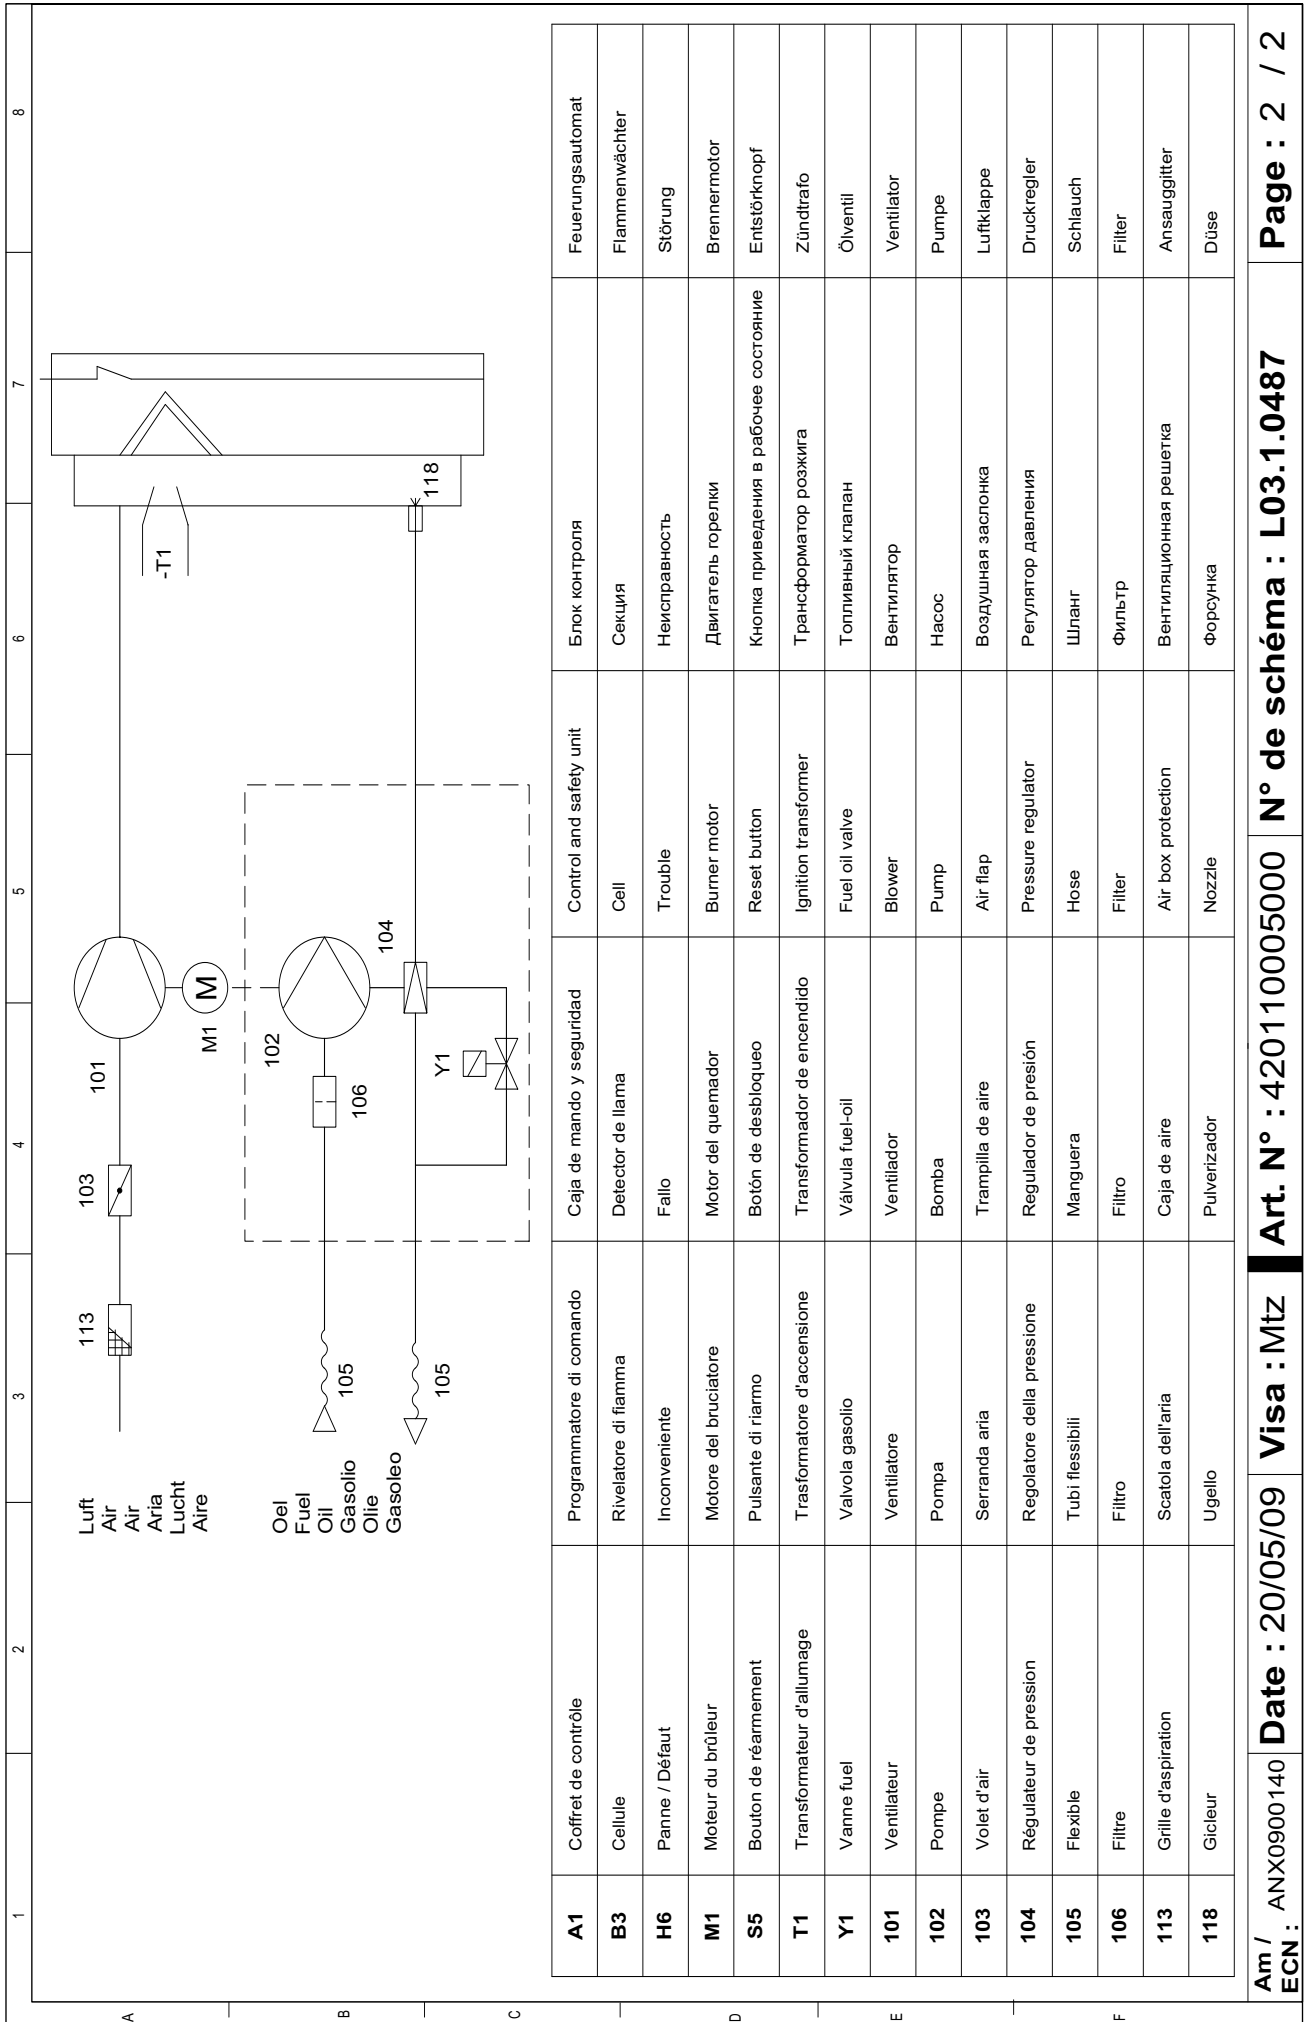 1 2 3 4 5 6 7 8
A
B
C
D
E
F
Luft
Air
Air
Aria
Lucht
Aire
Oel
Fuel
Oil
Gasolio
Olie
Gasoleo
113
103
101
M1
M
-T1
105
105
106
102
104
Y1
118
A1 Coffret de contrôle Programmatore di comando Caja de mando y seguridad Control and safety unit Блок контроля Feuerungsautomat
B3 Cellule Rivelatore di fiamma Detector de llama Cell Секция Flammenwächter
H6 Panne / Défaut Inconveniente Fallo Trouble Неисправность Störung
M1 Moteur du brûleur Motore del bruciatore Motor del quemador Burner motor Двигатель горелки Brennermotor
S5 Bouton de réarmement Pulsante di riarmo Botón de desbloqueo Reset button Кнопка приведения в рабочее состояние Entstörknopf
T1 Transformateur d'allumage Trasformatore d'accensione Transformador de encendido Ignition transformer Трансформатор розжига Zündtrafo
Y1 Vanne fuel Valvola gasolio Válvula fuel-oil Fuel oil valve Топливный клапан Ölventil
101 Ventilateur Ventilatore Ventilador Blower Вентилятор Ventilator
102 Pompe Pompa Bomba Pump Насос Pumpe
103 Volet d'air Serranda aria Trampilla de aire Air flap Воздушная заслонка Luftklappe
104 Régulateur de pression Regolatore della pressione Regulador de presión Pressure regulator Регулятор давления Druckregler
105 Flexible Tubi flessibili Manguera Hose Шланг Schlauch
106 Filtre Filtro Filtro Filter Фильтр Filter
113 Grille d'aspiration Scatola dell'aria Caja de aire Air box protection Вентиляционная решетка Ansauggitter
118 Gicleur Ugello Pulverizador Nozzle Форсунка Düse
Am / ECN : ANX0900140 Date : 20/05/09 Visa : Mtz Art. N° : 420110005000 N° de schéma : L03.1.0487 Page : 2 / 2